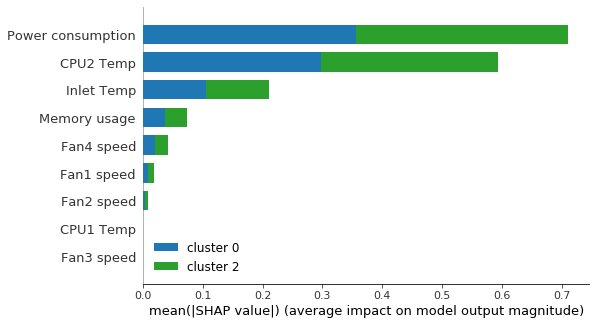 Power consumption
CPU2 Temp
Inlet Temp
Memory usage
Fan4 speed
Fan1 speed
Fan2 speed
CPU1 Temp
Fan3 speed
cluster 0
cluster 2
0.0 0.1 0.2 0.3 0.4 0.5 0.6 0.7
mean(|SHAP value|) (average impact on model output magnitude)